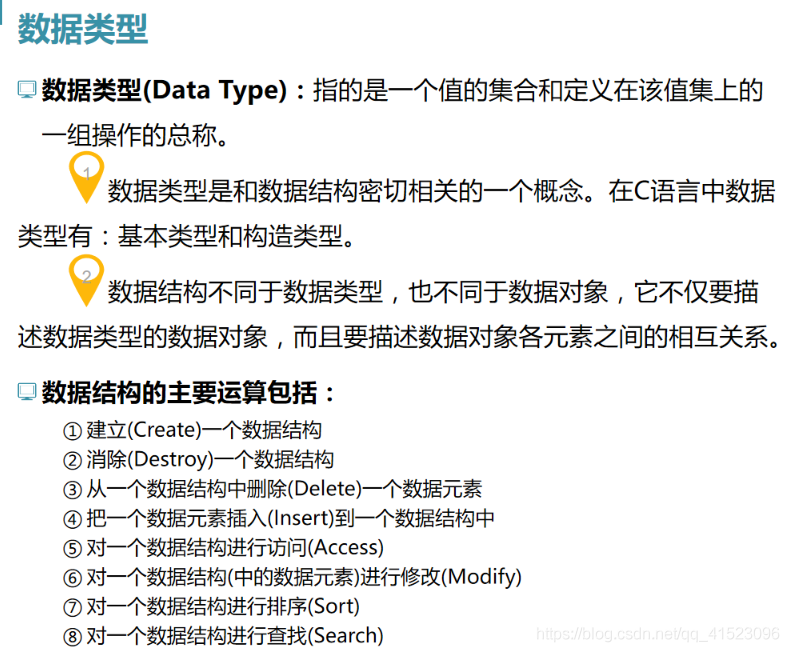 数据类型
数据类型(Data Type)：指的是一个值的集合和定义在该值集上的
一组操作的总称。
1 数据类型是和数据结构密切相关的一个概念。在C语言中数据
类型有：基本类型和构造类型。
2 数据结构不同于数据类型，也不同于数据对象，它不仅要描
述数据类型的数据对象，而且要描述数据对象各元素之间的相互关系。
数据结构的主要运算包括：
① 建立(Create)一个数据结构
② 消除(Destroy)一个数据结构
③ 从一个数据结构中删除(Delete)一个数据元素
④ 把一个数据元素插入(Insert)到一个数据结构中
⑤ 对一个数据结构进行访问(Access)
⑥ 对一个数据结构(中的数据元素)进行修改(Modify)
⑦ 对一个数据结构进行排序(Sort)
⑧ 对一个数据结构进行查找(Search)
https://blog.csdn.net/qq_41523096